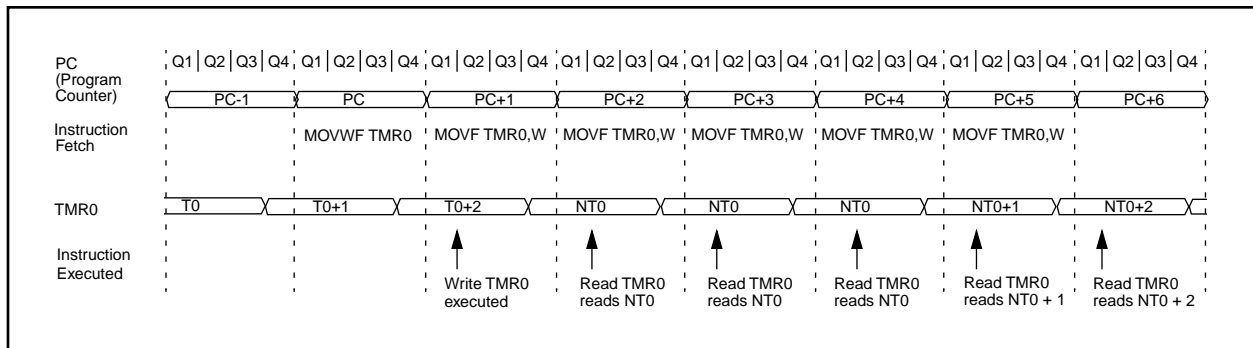 PC
(Program
Counter)
Q1 Q2 Q3 Q4 Q1 Q2 Q3 Q4 Q1 Q2 Q3 Q4 Q1 Q2 Q3 Q4 Q1 Q2 Q3 Q4 Q1 Q2 Q3 Q4 Q1 Q2 Q3 Q4 Q1 Q2 Q3 Q4
PC-1 PC PC+1 PC+2 PC+3 PC+4 PC+5 PC+6
Instruction
Fetch
MOVWF TMR0 MOVF TMR0,W MOVF TMR0,W MOVF TMR0,W MOVF TMR0,W MOVF TMR0,W
TMR0
T0 T0+1 T0+2 NT0 NT0 NT0 NT0+1 NT0+2
Instruction
Executed
Write TMR0
executed
Read TMR0
reads NT0
Read TMR0
reads NT0
Read TMR0
reads NT0
Read TMR0
reads NT0 + 1
Read TMR0
reads NT0 + 2